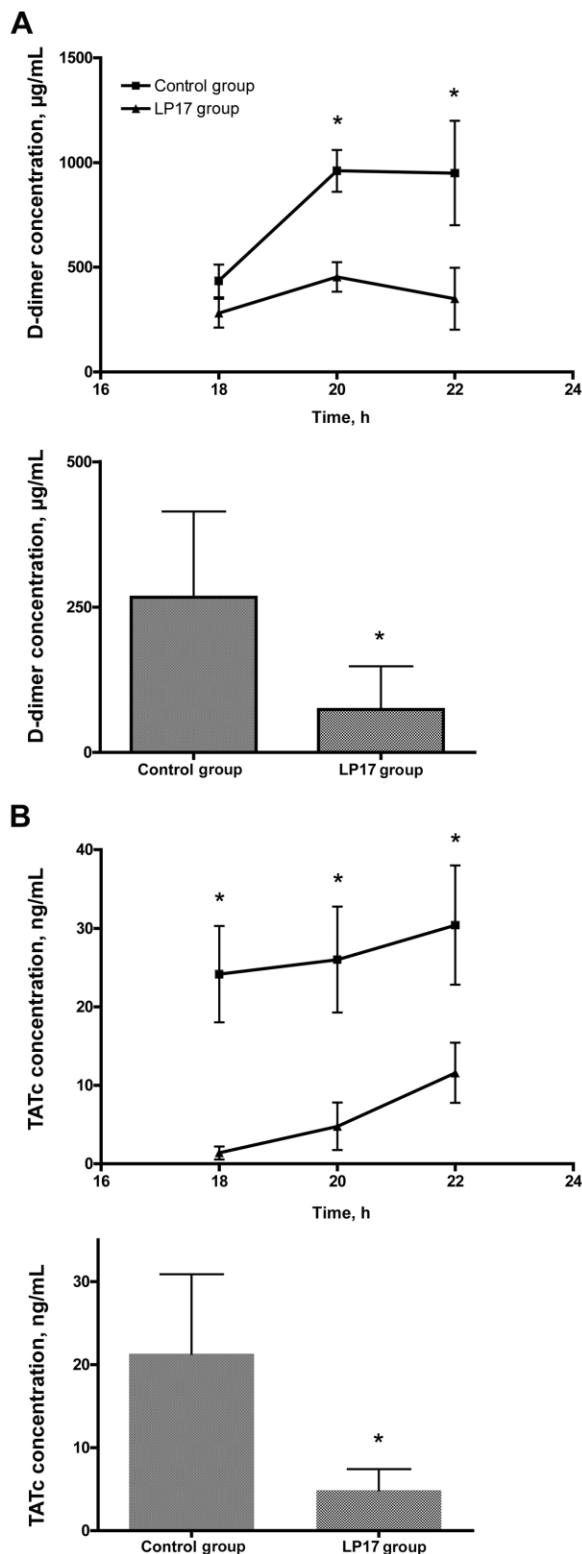 A
D-dimer concentration, µg/mL
1500
1000
500
0
Control group
LP17 group
*
*
16
18
20
22
24
Time, h
D-dimer concentration, µg/mL
500
250
0
*
Control group
LP17 group
B
TATc concentration, ng/mL
40
30
20
10
0
*
*
*
16
18
20
22
24
Time, h
TATc concentration, ng/mL
30
20
10
0
*
Control group
LP17 group